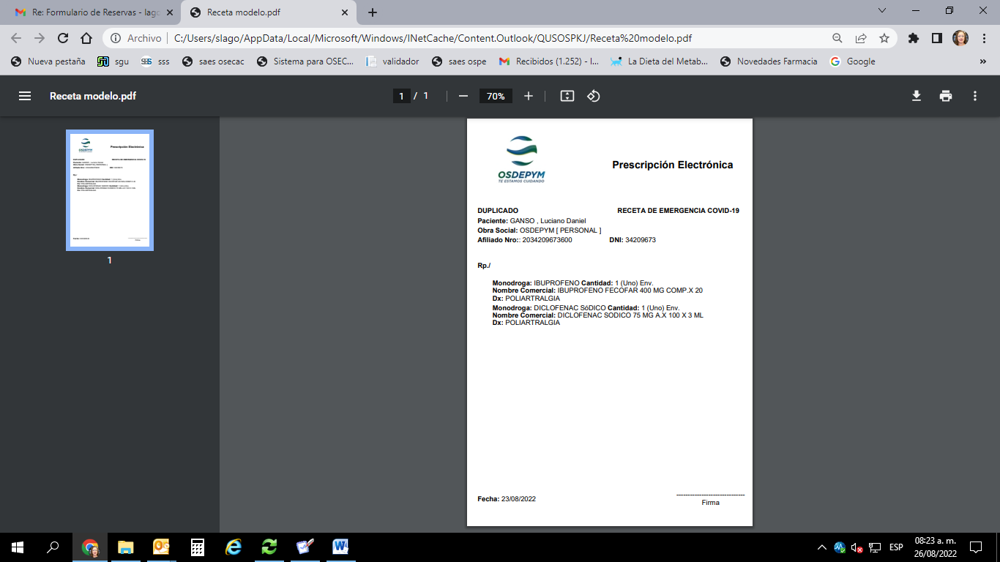 Re: Formulario de Reservas - lago
Receta modelo.pdf
Archivo
C:/Users/slago/AppData/Local/Microsoft/Windows/INetCache/Content.Outlook/QUSOSPKJ/Receta%20modelo.pdf
Nueva pestaña
sgu
sss
saes osecac
Sistema para OSEC...
validador
saes ospe
Recibidos (1.252) - l...
La Dieta del Metab...
Novedades Farmacia
Google
»
Receta modelo.pdf
1 / 1
70%
1
OSDEPYM
TE ESTAMOS CUIDANDO
Prescripción Electrónica
DUPLICADO RECETA DE EMERGENCIA COVID-19
Paciente: GANSO , Luciano Daniel
Obra Social: OSDEPYM [ PERSONAL ]
Afiliado Nro:: 2034209673600 DNI: 34209673
Rp./
Monodroga: IBUPROFENO Cantidad: 1 (Uno) Env.
Nombre Comercial: IBUPROFENO FECOFAR 400 MG COMP.X 20
Dx: POLIARTRALGIA
Monodroga: DICLOFENAC SóDICO Cantidad: 1 (Uno) Env.
Nombre Comercial: DICLOFENAC SODICO 75 MG A.X 100 X 3 ML
Dx: POLIARTRALGIA
Fecha: 23/08/2022
Firma
ESP
08:23 a. m.
26/08/2022